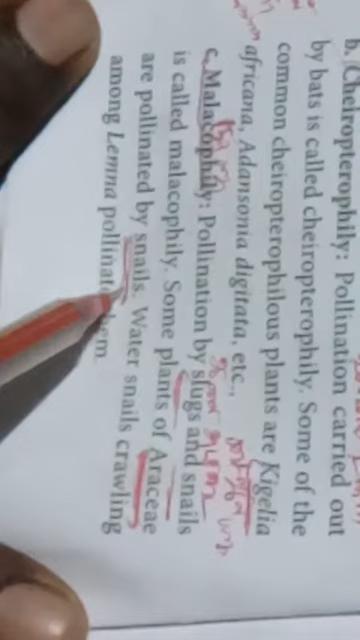 b. Cheiropterophily: Pollination carried out
by bats is called cheiropterophily. Some of the
common cheiropterophilous plants are Kigelia
africana, Adansonia digitata, etc.,
c. Malacophily: Pollination by slugs and snails
is called malacophily. Some plants of Araceae
are pollinated by snails. Water snails crawling
among Lemna pollinate them.